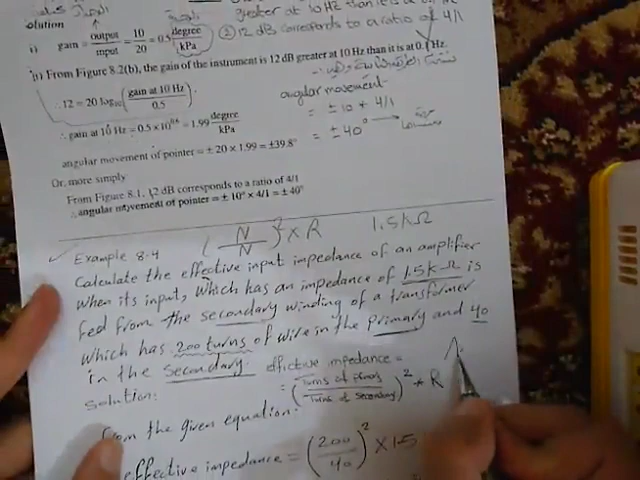 greater at 10 Hz than it is at 0.1
② 12 dB corresponds to a ratio of 4/1
olution
i) gain = output/input = 10/20 = 0.5 degree/kPa
ii) From Figure 8.2(b), the gain of the instrument is 12 dB greater at 10 Hz than it is at 0.1 Hz.
∴ 12 = 20 log₁₀ (gain at 10 Hz / 0.5)
∴ gain at 10 Hz = 0.5 × 10^0.6 = 1.99 degree/kPa
angular movement of pointer = ± 20 × 1.99 = ±39.8°
Or, more simply
From Figure 8.1, 12 dB corresponds to a ratio of 4/1
∴ angular movement of pointer = ± 10° × 4/1 = ± 40°
angular movement
= ± 10 * 4/1
= ± 40°
(N/N)² × R 1.5 kΩ
Example 8.4
Calculate the effective input impedance of an amplifier
when its input, which has an impedance of 1.5 kΩ is
fed from the secondary winding of a transformer
which has 200 turns of wire in the primary and 40
in the secondary.
effictive impedance =
= (Turns of / Turns of secondary)² * R
Solution:
From the given equation:
effective impedance = (200/40)² × 1.5